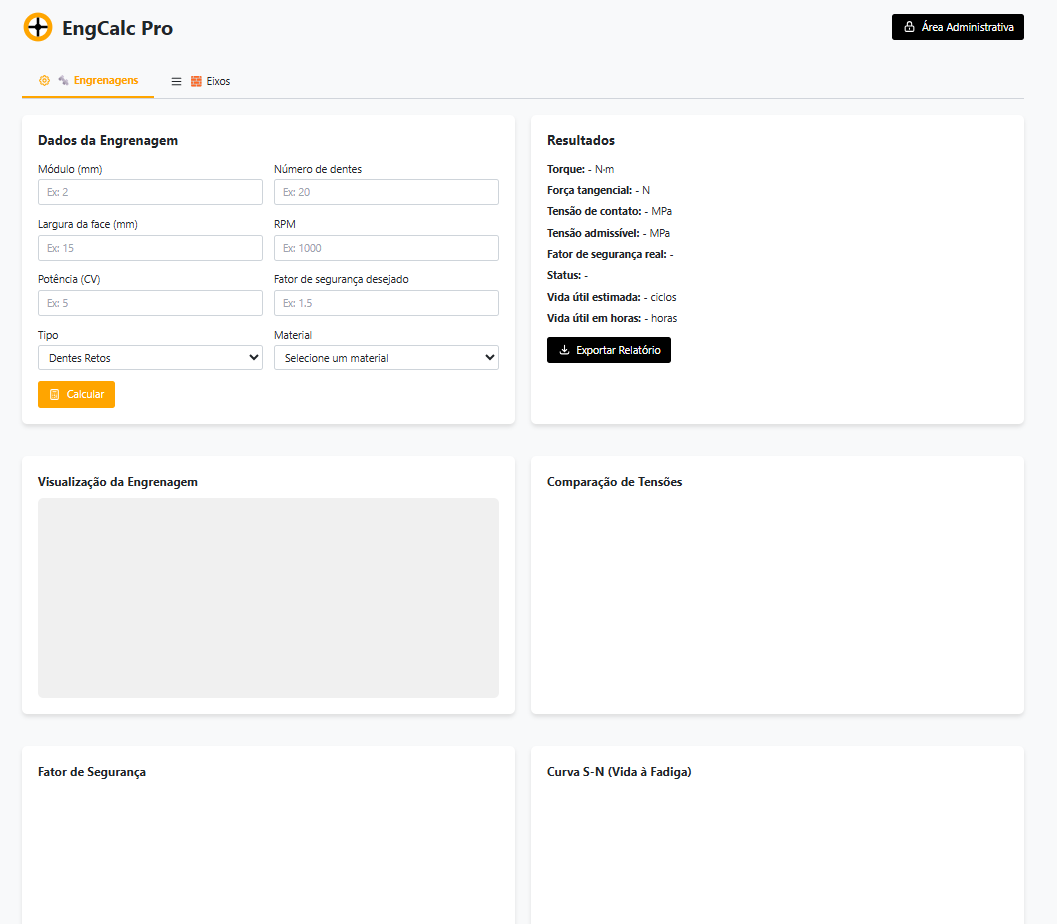 EngCalc Pro
Área Administrativa
Engrenagens
Eixos
Dados da Engrenagem
Módulo (mm)
Número de dentes
Ex: 2
Ex: 20
Largura da face (mm)
RPM
Ex: 15
Ex: 1000
Potência (CV)
Fator de segurança desejado
Ex: 5
Ex: 1.5
Tipo
Material
Dentes Retos
Selecione um material
Calcular
Resultados
Torque: - N·m
Força tangencial: - N
Tensão de contato: - MPa
Tensão admissível: - MPa
Fator de segurança real: -
Status: -
Vida útil estimada: - ciclos
Vida útil em horas: - horas
Exportar Relatório
Visualização da Engrenagem
Comparação de Tensões
Fator de Segurança
Curva S-N (Vida à Fadiga)